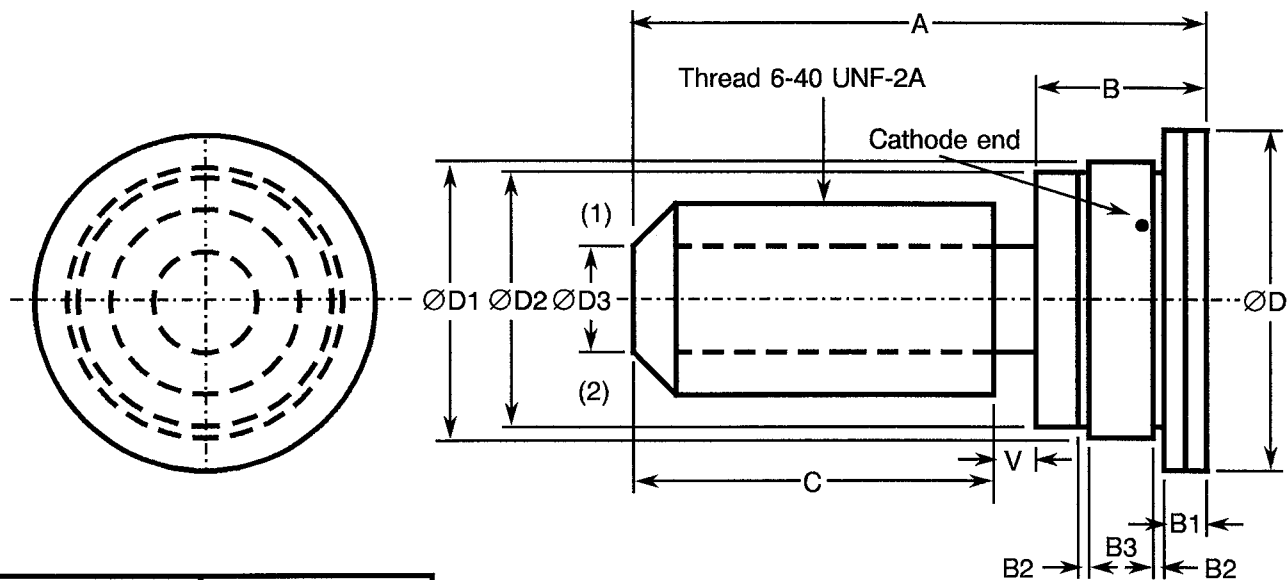 A
Thread 6-40 UNF-2A
B
Cathode end
(1)
ØD1 ØD2 ØD3
ØD
(2)
V
C
B1
B3
B2
B2